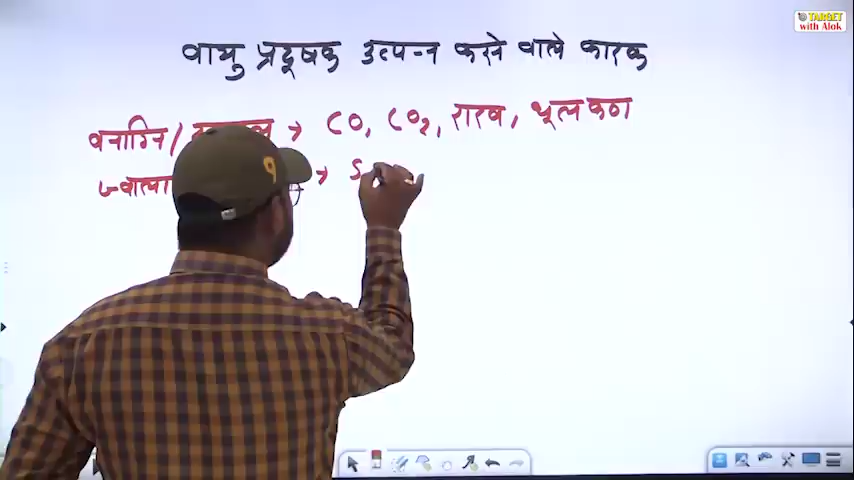 TARGET
with Alok
वायु प्रदूषक उत्पन्न करने वाले कारक
वनाग्नि / → CO, CO₂, राख, धूलकण
→ S